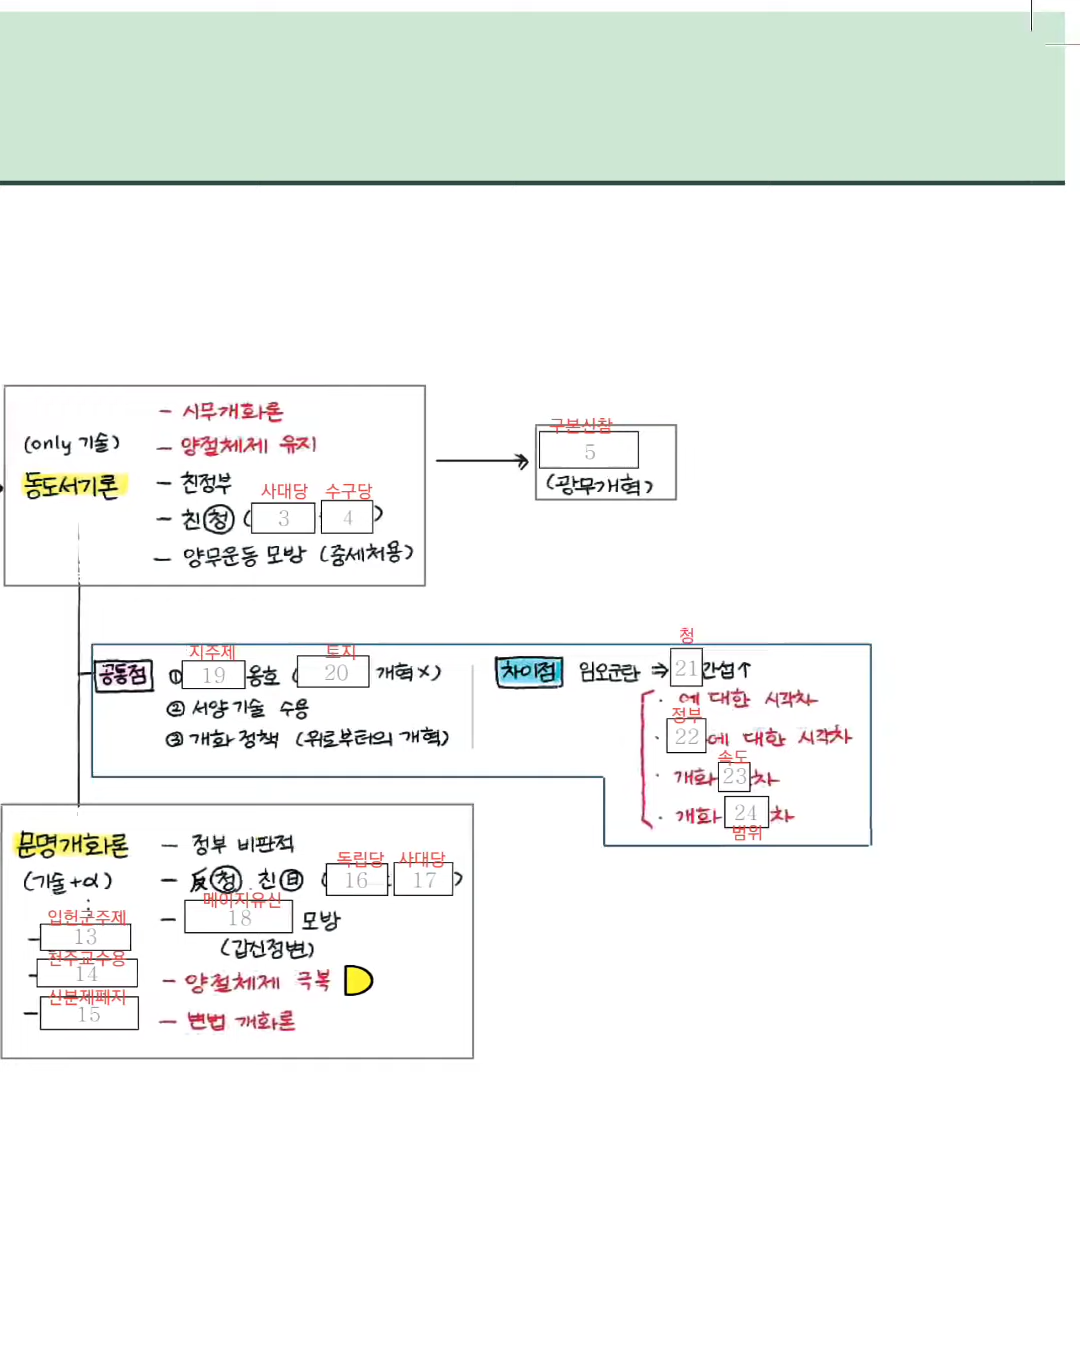 - 시무개화론
(only 기술)
- 양절체제 유지
동도서기론
- 친정부
사대당 수구당
- 친(청) ( 3 · 4 )
- 양무운동 모방 (중체서용)
구본신참
5
(광무개혁)
공통점
지주제 토지
① 19 옹호 ( 20 개혁×)
② 서양 기술 수용
③ 개화 정책 (위로부터의 개혁)
청
차이점 임오군란 ⇒ 21 간섭↑
· 에 대한 시각차
정부
· 22 에 대한 시각차
속도
· 개화 23 차
· 개화 24 차
범위
문명개화론 - 정부 비판적
(기술+α)
독립당 사대당
- 反(청). 친(日) ( 16 · 17 )
메이지유신
- 18 모방
(갑신정변)
입헌군주제
- 13
천주교수용
- 14
신분제폐지
- 15
- 양절체제 극복
- 변법 개화론